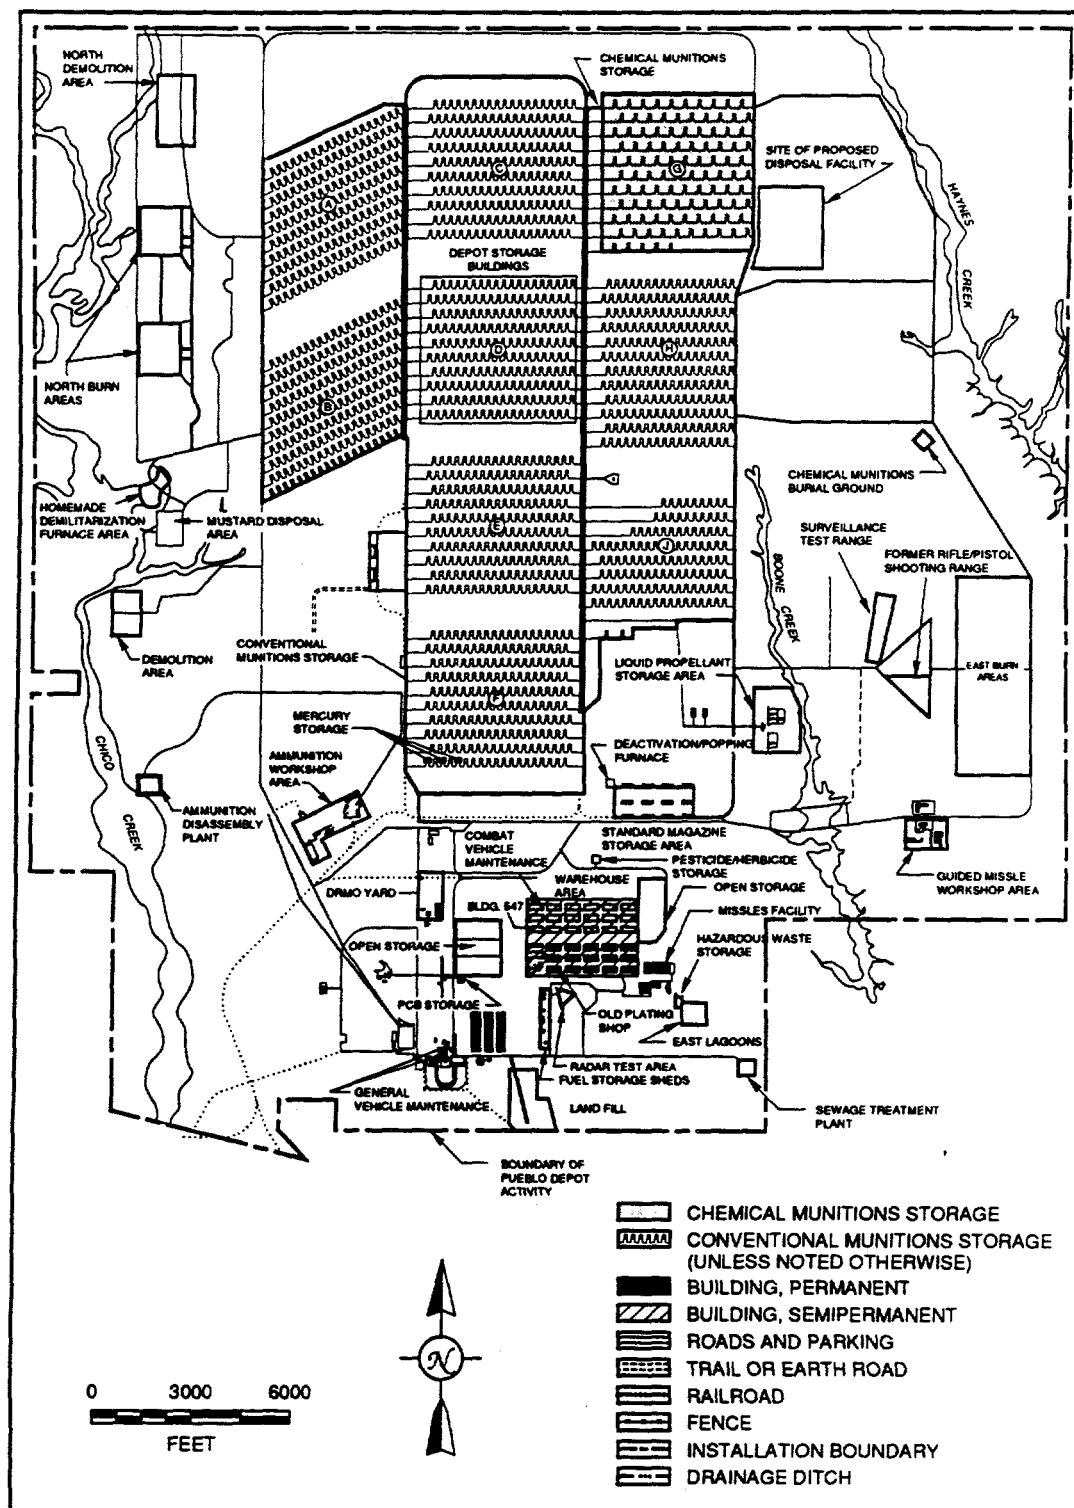 NORTH
DEMOLITION
AREA
CHEMICAL MUNITIONS
STORAGE
SITE OF PROPOSED
DISPOSAL FACILITY
HAYNES
CREEK
A
C
G
DEPOT STORAGE
BUILDINGS
D
H
B
NORTH BURN
AREAS
CHEMICAL MUNITIONS
BURIAL GROUND
HOMEMADE
DEMILITARIZATION
FURNACE AREA
MUSTARD DISPOSAL
AREA
E
J
SURVEILLANCE
TEST RANGE
FORMER RIFLE/PISTOL
SHOOTING RANGE
BOONE
CREEK
DEMOLITION
AREA
CONVENTIONAL
MUNITIONS STORAGE
LIQUID PROPELLANT
STORAGE AREA
EAST BURN
AREAS
F
MERCURY
STORAGE
CHICO
CREEK
AMMUNITION
WORKSHOP
AREA
DEACTIVATION/POPPING
FURNACE
AMMUNITION
DISASSEMBLY
PLANT
COMBAT
VEHICLE
MAINTENANCE
STANDARD MAGAZINE
STORAGE AREA
PESTICIDE/HERBICIDE
STORAGE
GUIDED MISSLE
WORKSHOP AREA
DRMO YARD
WAREHOUSE
AREA
OPEN STORAGE
BLDG. 547
MISSLES FACILITY
OPEN STORAGE
HAZARDOUS WASTE
STORAGE
PCB STORAGE
OLD PLATING
SHOP
EAST LAGOONS
RADAR TEST AREA
FUEL STORAGE SHEDS
GENERAL
VEHICLE MAINTENANCE
LAND FILL
SEWAGE TREATMENT
PLANT
BOUNDARY OF
PUEBLO DEPOT
ACTIVITY
CHEMICAL MUNITIONS STORAGE
CONVENTIONAL MUNITIONS STORAGE
(UNLESS NOTED OTHERWISE)
BUILDING, PERMANENT
BUILDING, SEMIPERMANENT
ROADS AND PARKING
TRAIL OR EARTH ROAD
RAILROAD
FENCE
INSTALLATION BOUNDARY
DRAINAGE DITCH
N
0 3000 6000
FEET